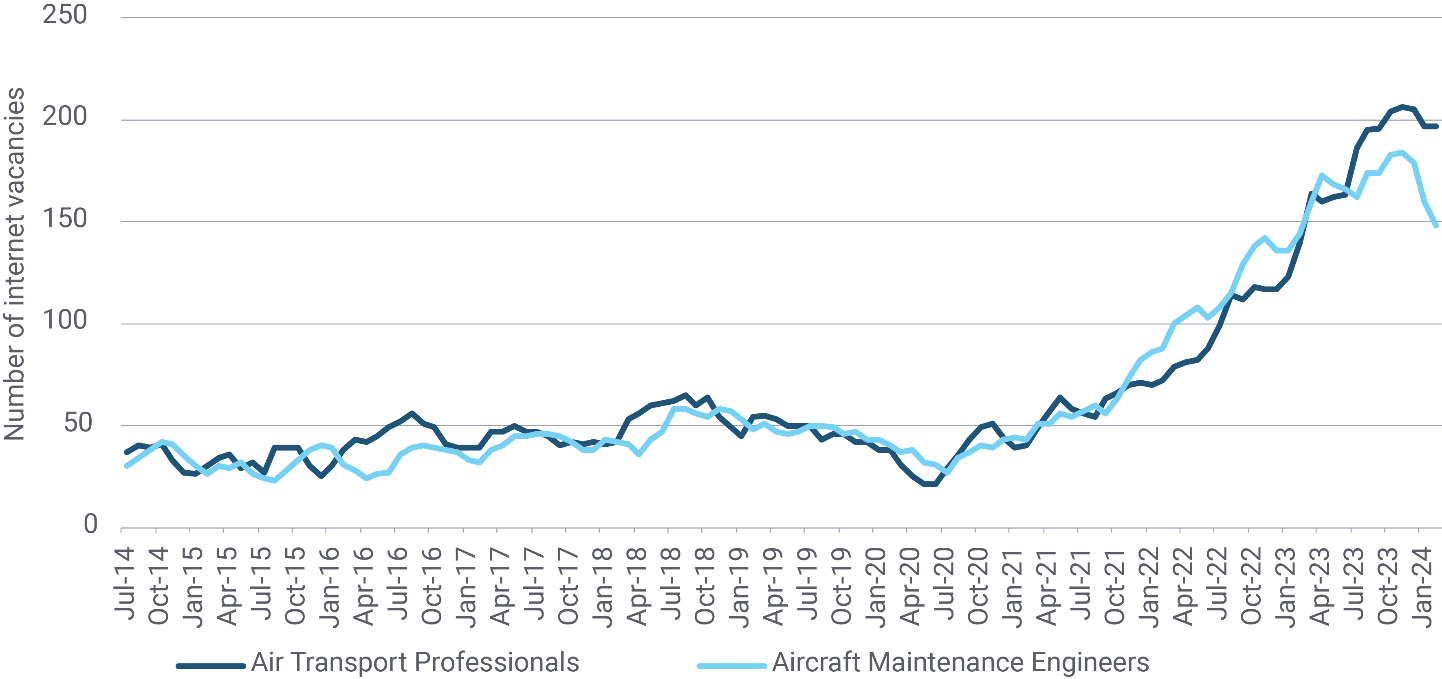 250
200
150
100
50
0
Number of internet vacancies
Jul-14
Oct-14
Jan-15
Apr-15
Jul-15
Oct-15
Jan-16
Apr-16
Jul-16
Oct-16
Jan-17
Apr-17
Jul-17
Oct-17
Jan-18
Apr-18
Jul-18
Oct-18
Jan-19
Apr-19
Jul-19
Oct-19
Jan-20
Apr-20
Jul-20
Oct-20
Jan-21
Apr-21
Jul-21
Oct-21
Jan-22
Apr-22
Jul-22
Oct-22
Jan-23
Apr-23
Jul-23
Oct-23
Jan-24
Air Transport Professionals
Aircraft Maintenance Engineers